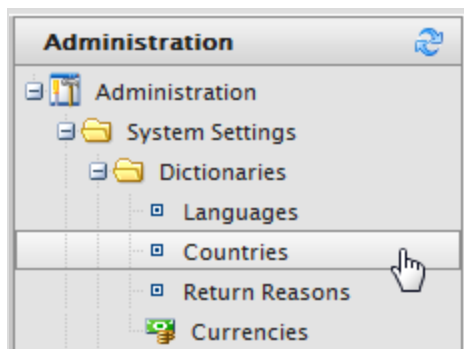 Administration
Administration
System Settings
Dictionaries
Languages
Countries
Return Reasons
Currencies